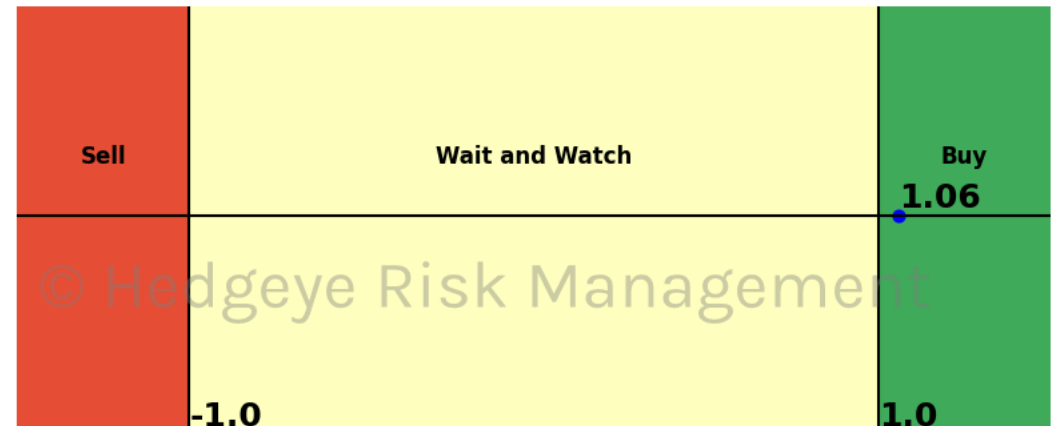 Sell
Wait and Watch
Buy
1.06
© Hedgeye Risk Management
-1.0
1.0